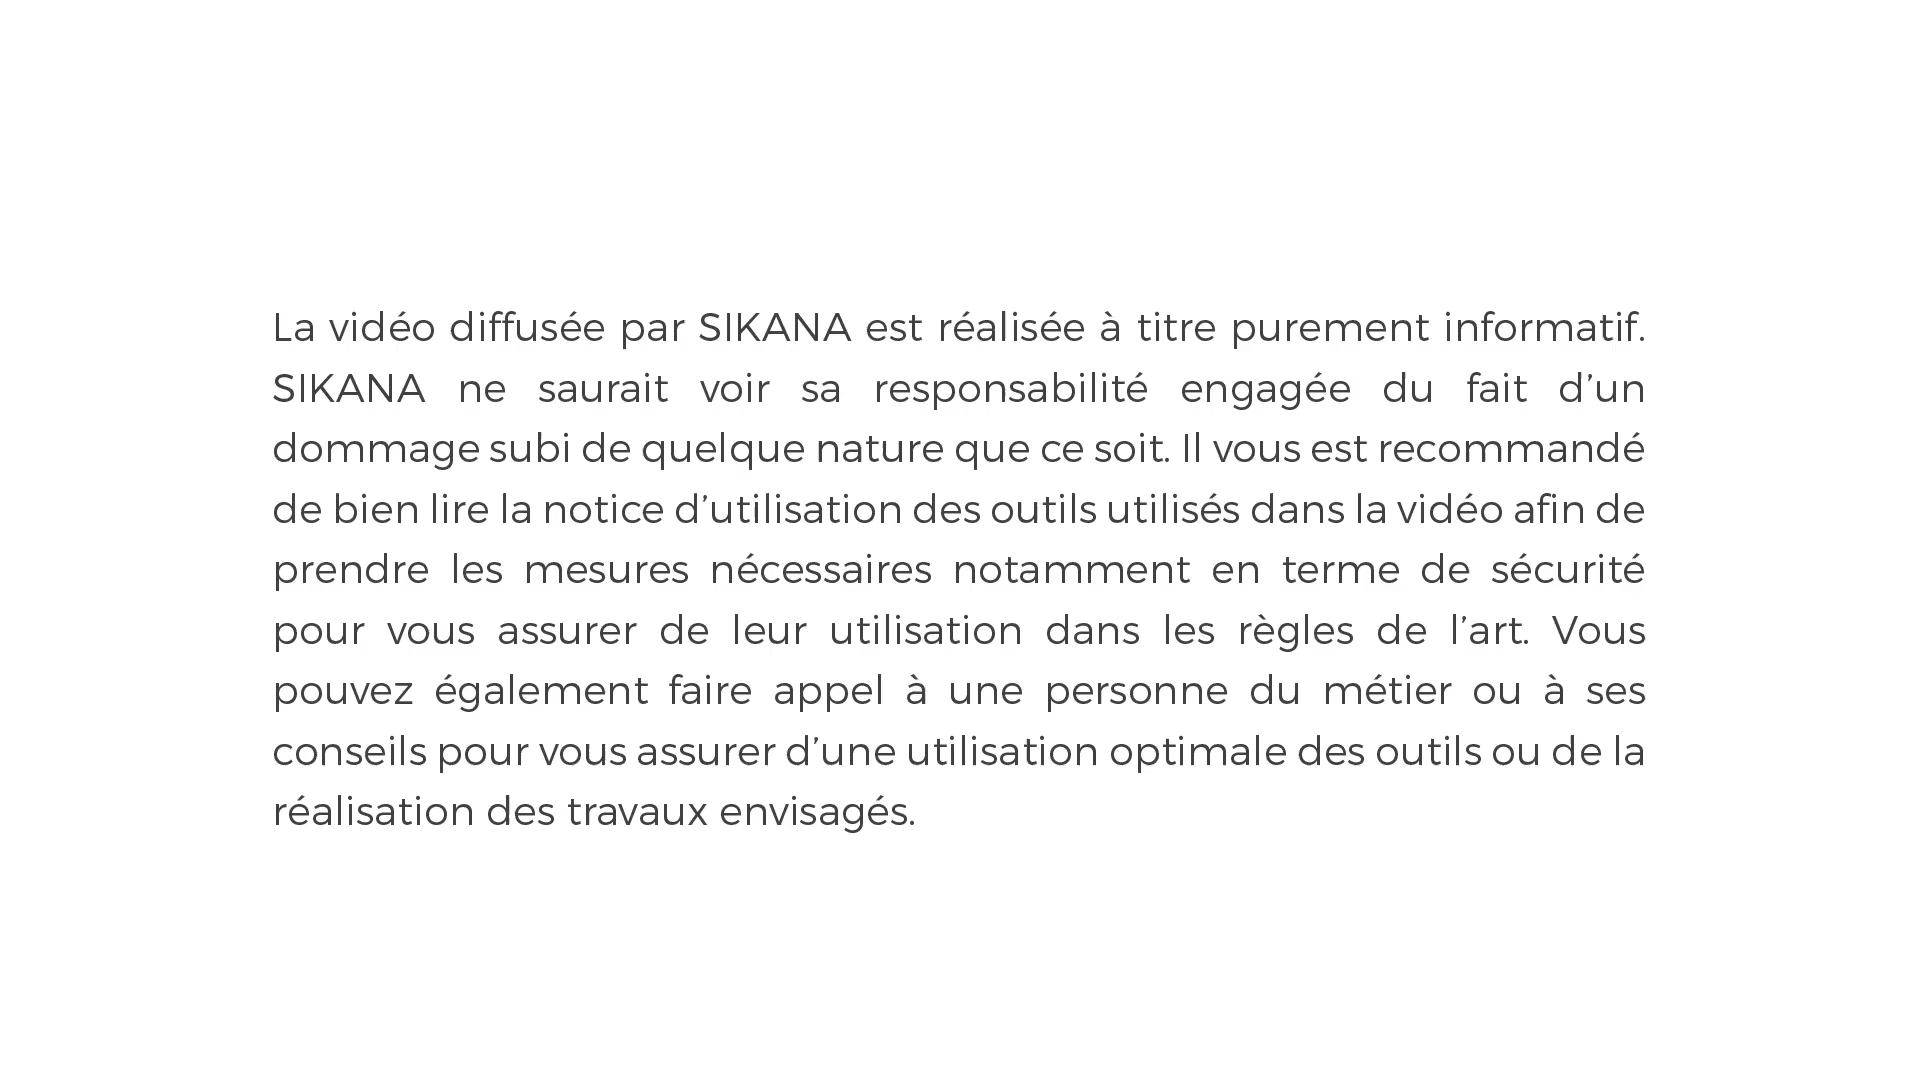 La vidéo diffusée par SIKANA est réalisée à titre purement informatif.
SIKANA ne saurait voir sa responsabilité engagée du fait d’un
dommage subi de quelque nature que ce soit. Il vous est recommandé
de bien lire la notice d’utilisation des outils utilisés dans la vidéo afin de
prendre les mesures nécessaires notamment en terme de sécurité
pour vous assurer de leur utilisation dans les règles de l’art. Vous
pouvez également faire appel à une personne du métier ou à ses
conseils pour vous assurer d’une utilisation optimale des outils ou de la
réalisation des travaux envisagés.